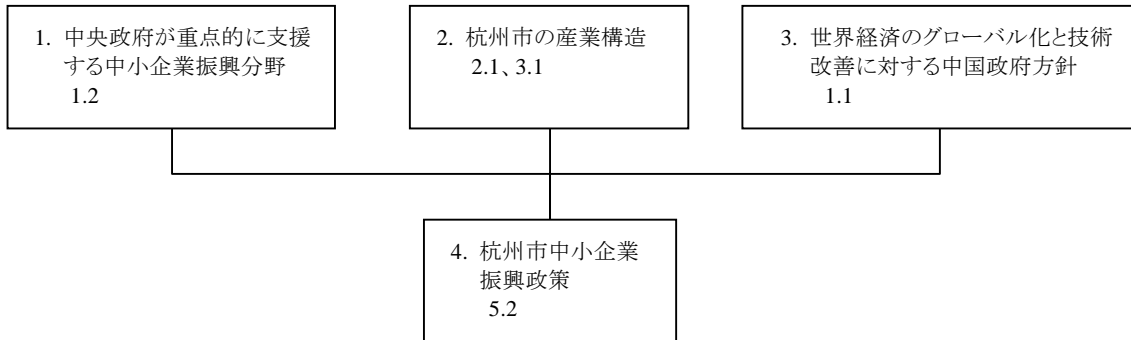 1. 中央政府が重点的に支援
する中小企業振興分野
1.2
2. 杭州市の産業構造
2.1、3.1
3. 世界経済のグローバル化と技術
改善に対する中国政府方針
1.1
4. 杭州市中小企業
振興政策
5.2